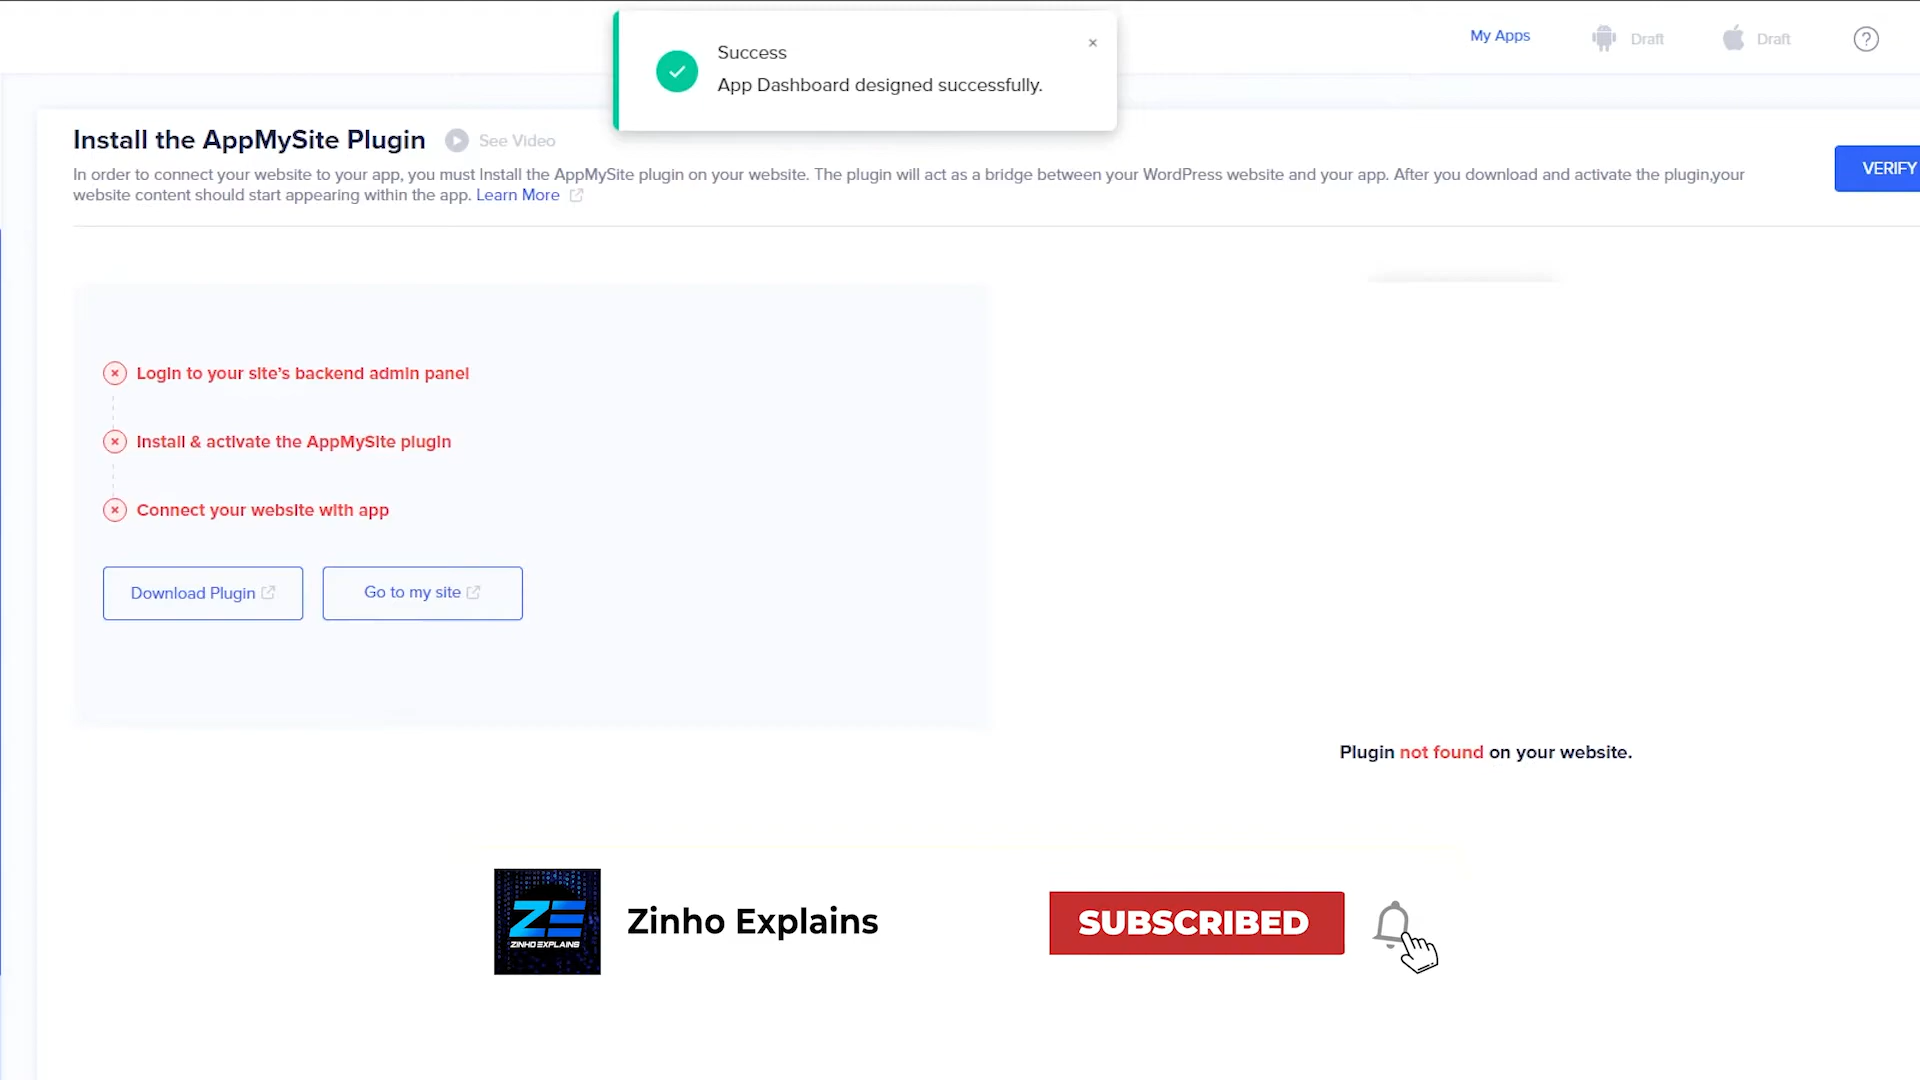 Success
App Dashboard designed successfully.
My Apps
Draft
Draft
Install the AppMySite Plugin
See Video
In order to connect your website to your app, you must Install the AppMySite plugin on your website. The plugin will act as a bridge between your WordPress website and your app. After you download and activate the plugin,your
website content should start appearing within the app. Learn More
VERIFY
Login to your site's backend admin panel
Install & activate the AppMySite plugin
Connect your website with app
Download Plugin
Go to my site
Plugin not found on your website.
ZE
ZINHO EXPLAINS
Zinho Explains
SUBSCRIBED